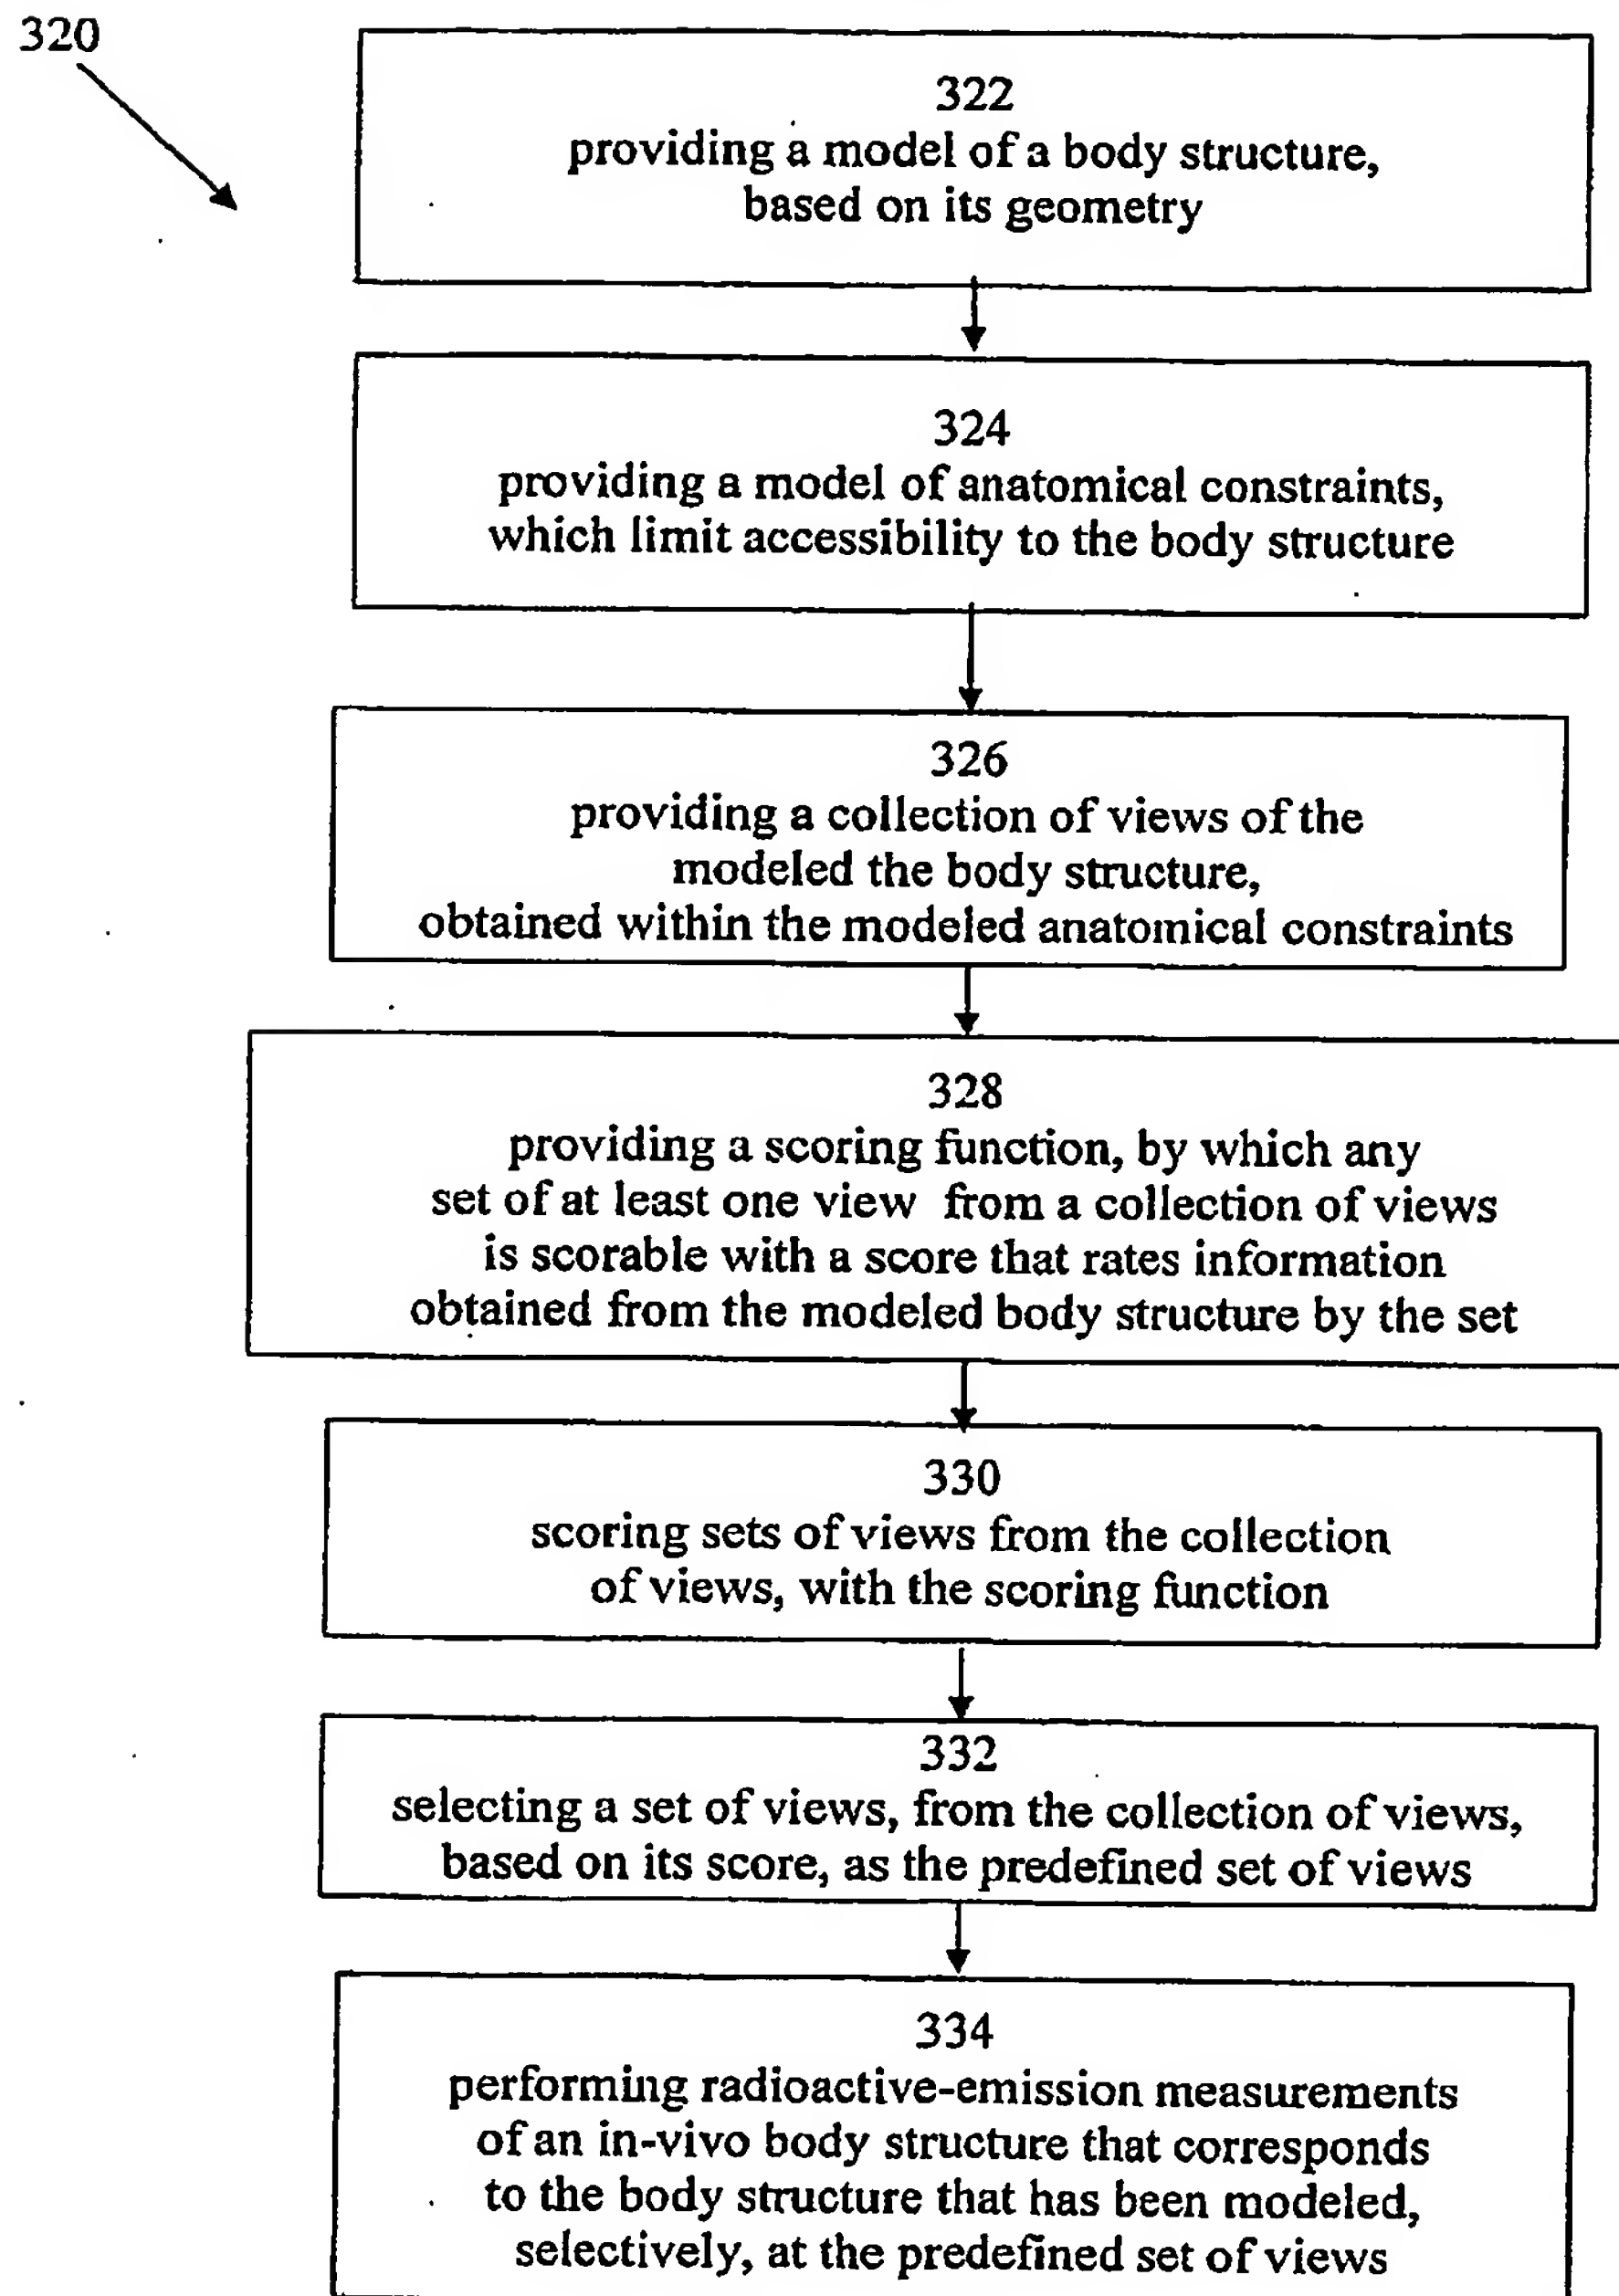 320
322
providing a model of a body structure,
based on its geometry
324
providing a model of anatomical constraints,
which limit accessibility to the body structure
326
providing a collection of views of the
modeled the body structure,
obtained within the modeled anatomical constraints
328
providing a scoring function, by which any
set of at least one view from a collection of views
is scorable with a score that rates information
obtained from the modeled body structure by the set
330
scoring sets of views from the collection
of views, with the scoring function
332
selecting a set of views, from the collection of views,
based on its score, as the predefined set of views
334
performing radioactive-emission measurements
of an in-vivo body structure that corresponds
to the body structure that has been modeled,
selectively, at the predefined set of views